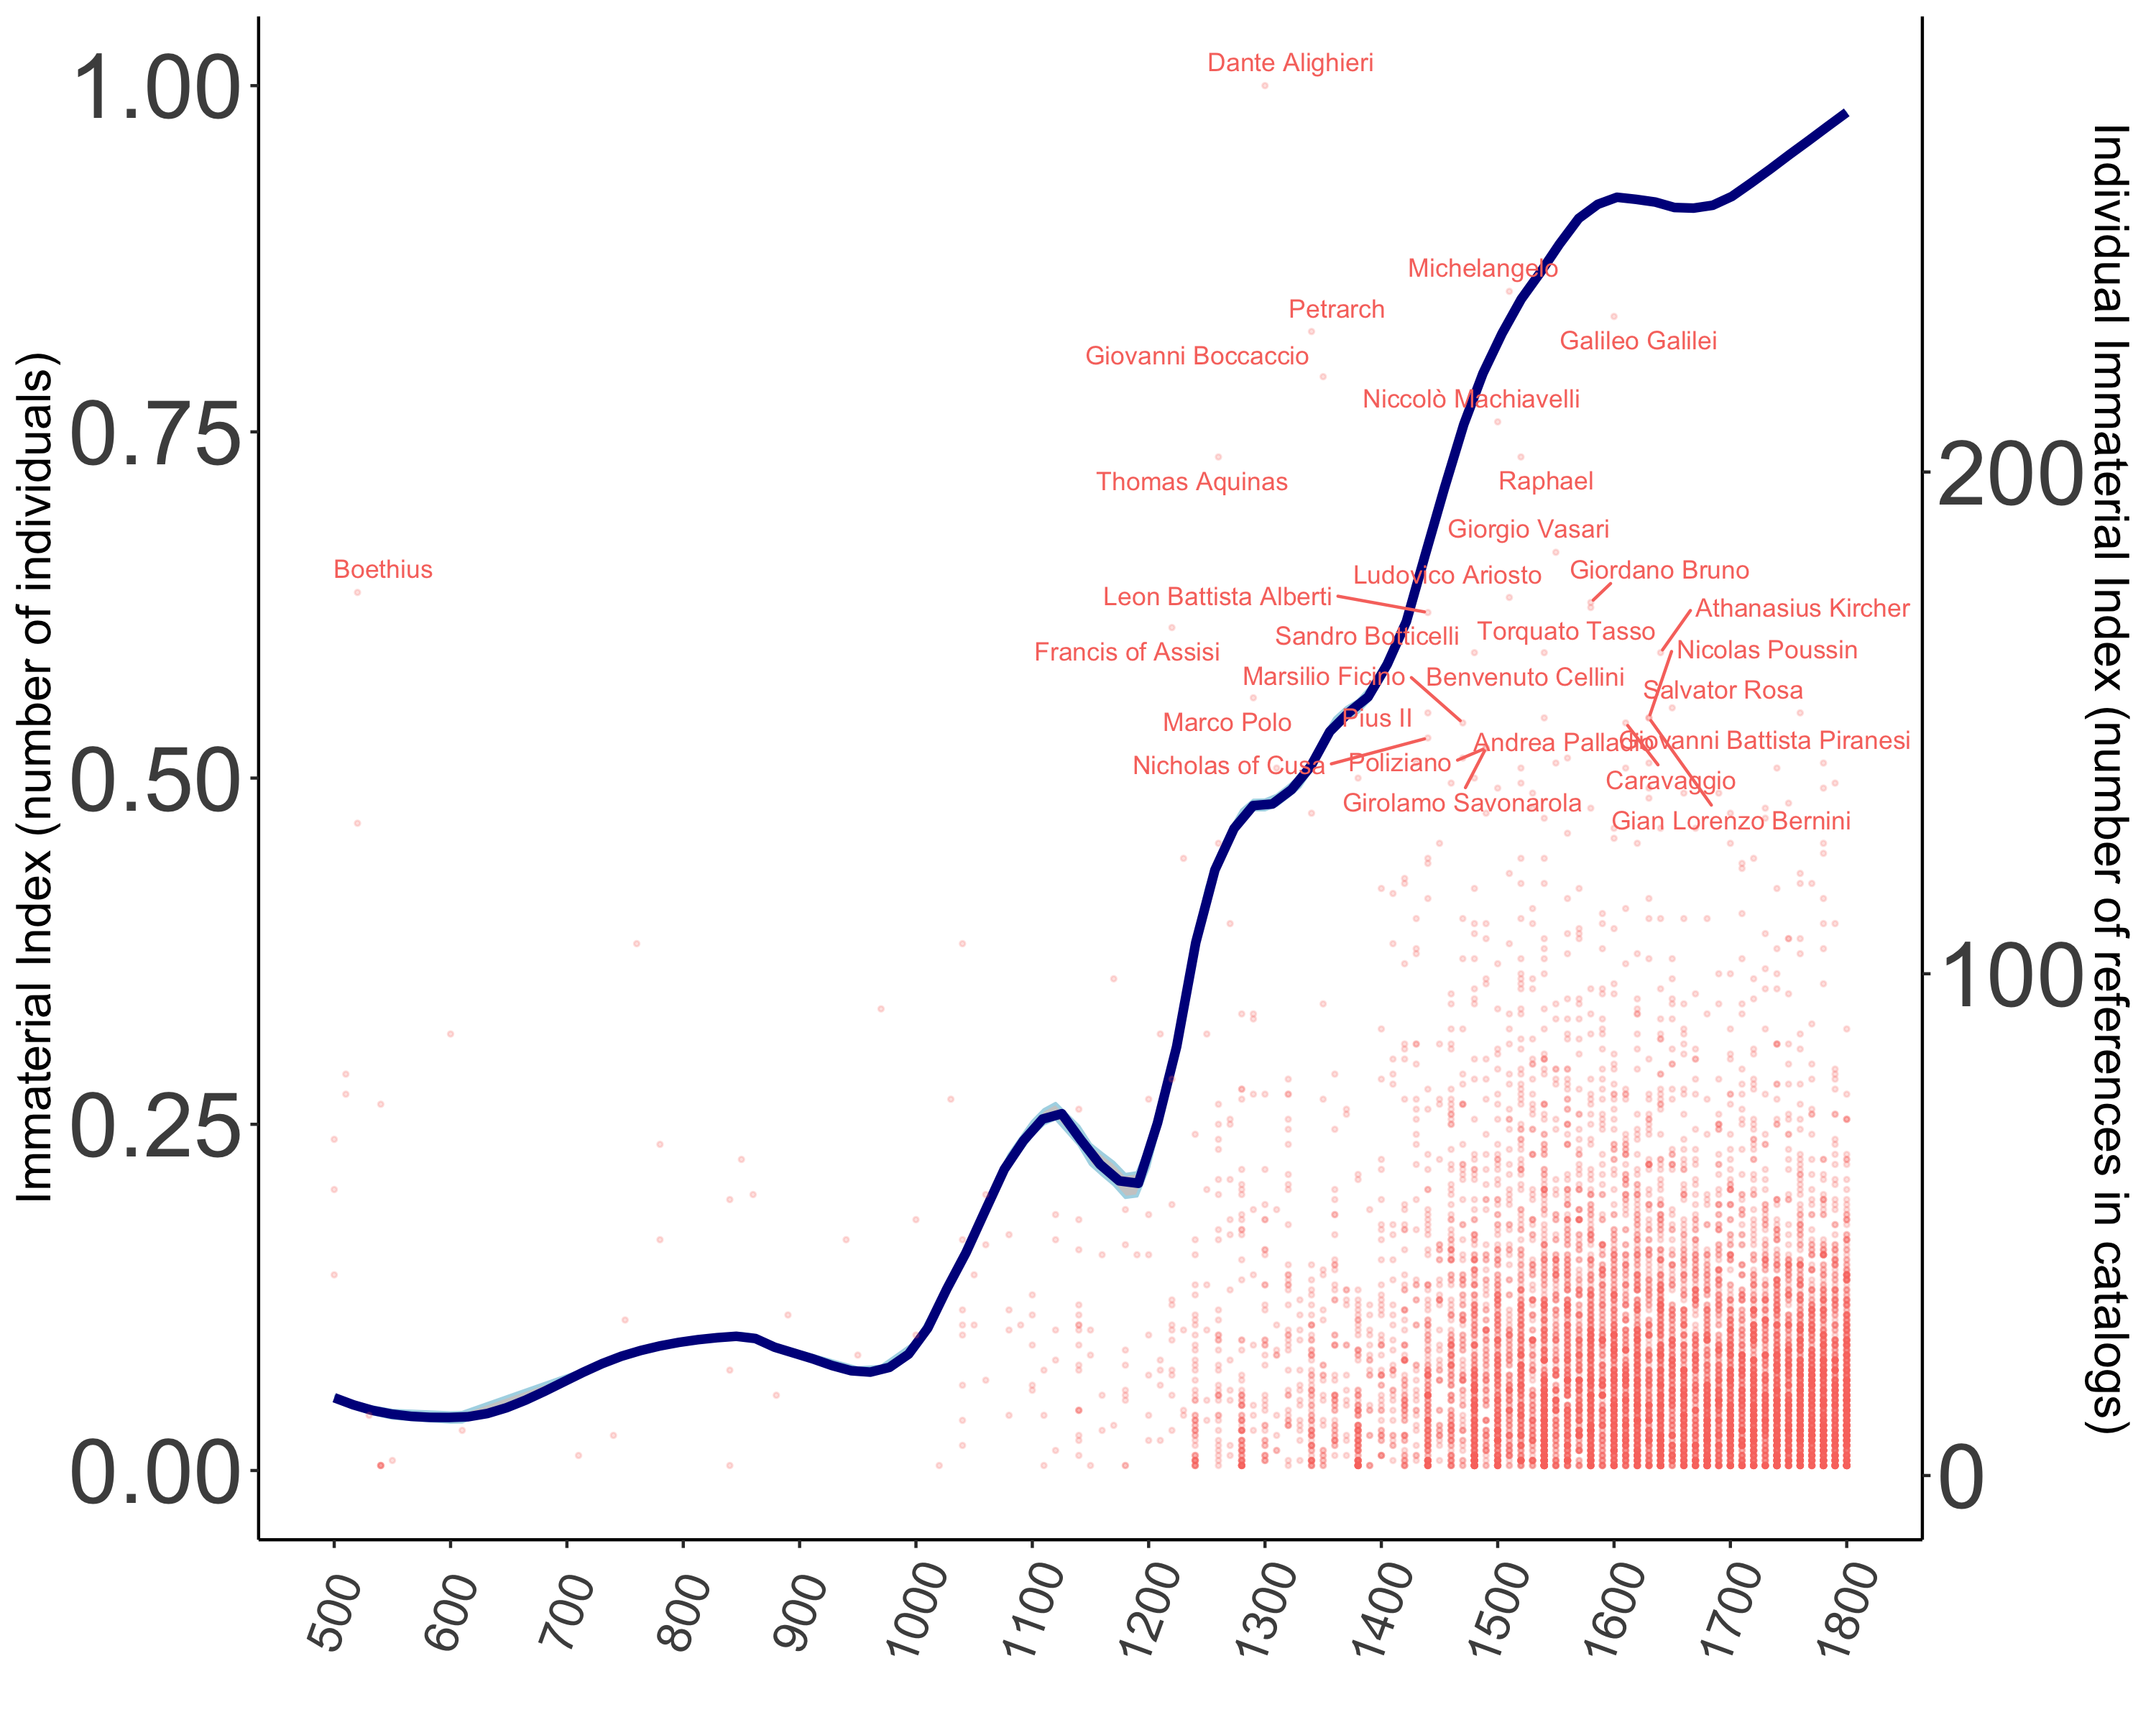 Dante Alighieri
1.00
Michelangelo
Petrarch
Galileo Galilei
Giovanni Boccaccio
Niccolò Machiavelli
0.75
200
Thomas Aquinas
Raphael
Giorgio Vasari
Boethius
Ludovico Ariosto
Giordano Bruno
Leon Battista Alberti
Athanasius Kircher
Sandro Botticelli
Torquato Tasso
Francis of Assisi
Nicolas Poussin
Marsilio Ficino
Benvenuto Cellini
Salvator Rosa
Marco Polo
Pius II
Andrea Palladio
Giovanni Battista Piranesi
Nicholas of Cusa
Poliziano
0.50
Caravaggio
Girolamo Savonarola
Gian Lorenzo Bernini
100
0.25
0.00
0
Immaterial Index (number of individuals)
Individual Immaterial Index (number of references in catalogs)
500
600
700
800
900
1000
1100
1200
1300
1400
1500
1600
1700
1800